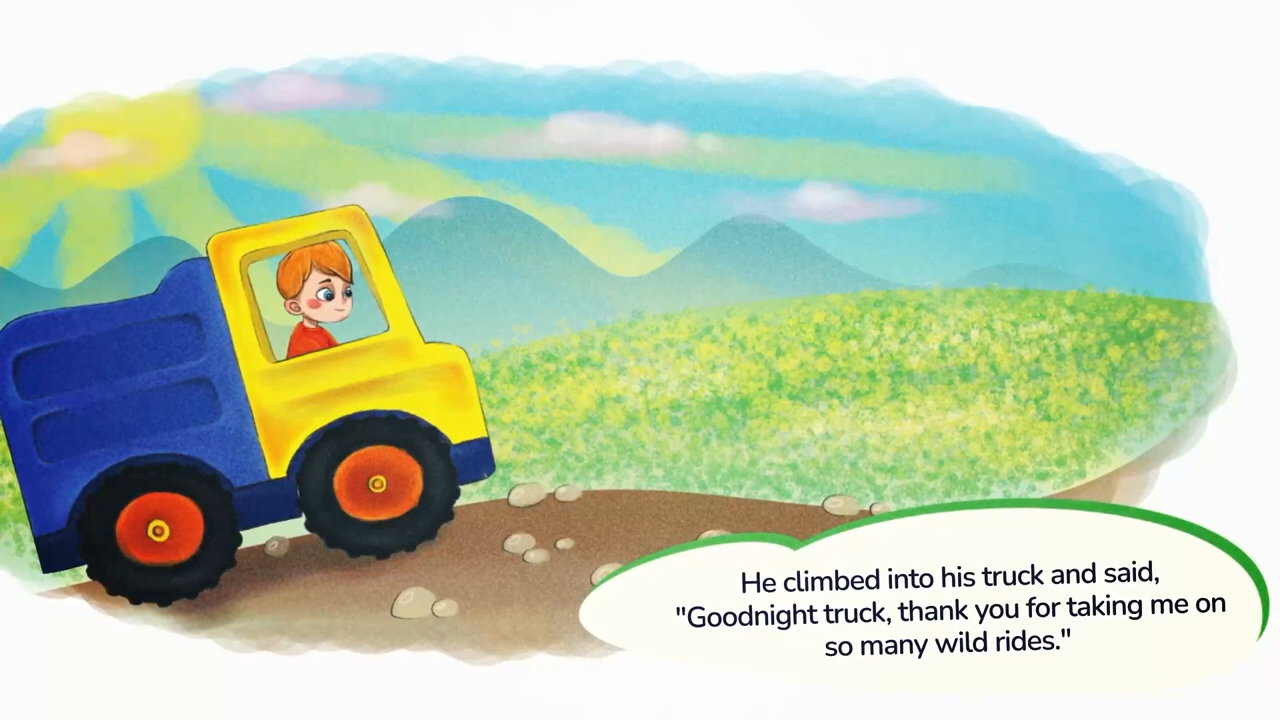 He climbed into his truck and said,
"Goodnight truck, thank you for taking me on
so many wild rides."